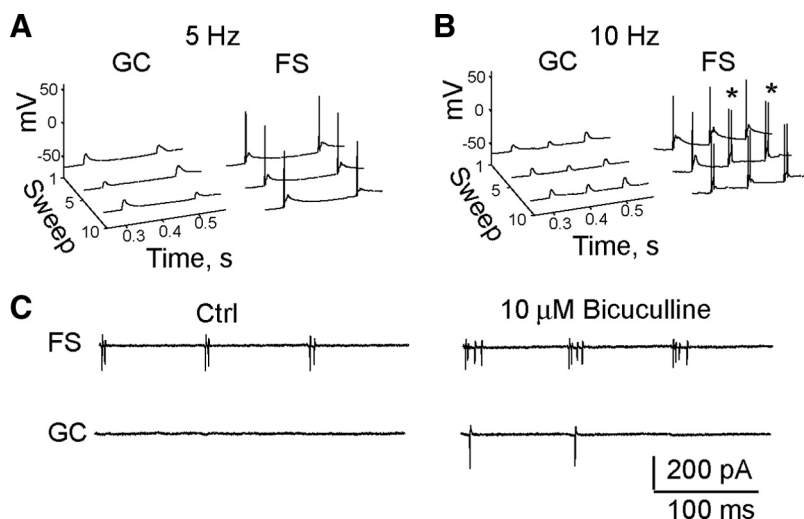 A
5 Hz
GC
FS
mV
50
0
-50
1
5
10
Sweep
0.3
0.4
0.5
Time, s
B
10 Hz
GC
FS
*
*
mV
50
0
-50
1
5
10
Sweep
0.3
0.4
0.5
Time, s
C
Ctrl
10 μM Bicuculline
FS
GC
200 pA
100 ms